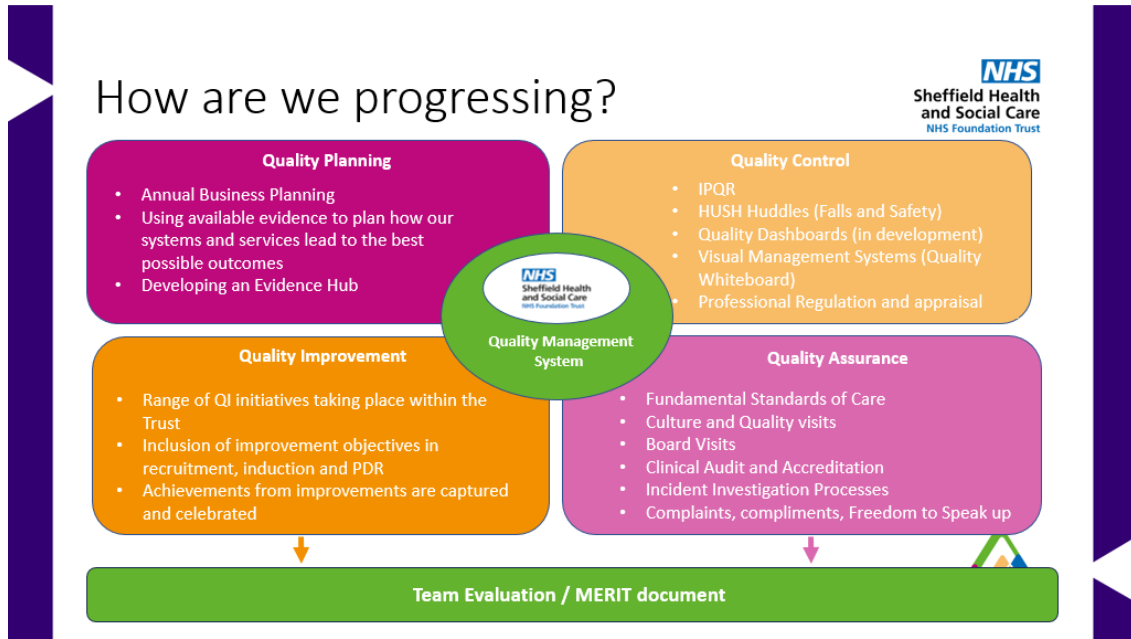 How are we progressing?
NHS
Sheffield Health
and Social Care
NHS Foundation Trust
Quality Planning
• Annual Business Planning
• Using available evidence to plan how our
systems and services lead to the best
possible outcomes
• Developing an Evidence Hub
Quality Control
• IPQR
• HUSH Huddles (Falls and Safety)
• Quality Dashboards (in development)
• Visual Management Systems (Quality
Whiteboard)
• Professional Regulation and appraisal
NHS
Sheffield Health
and Social Care
NHS Foundation Trust
Quality Management
System
Quality Improvement
• Range of QI initiatives taking place within the
Trust
• Inclusion of improvement objectives in
recruitment, induction and PDR
• Achievements from improvements are captured
and celebrated
Quality Assurance
• Fundamental Standards of Care
• Culture and Quality visits
• Board Visits
• Clinical Audit and Accreditation
• Incident Investigation Processes
• Complaints, compliments, Freedom to Speak up
Team Evaluation / MERIT document